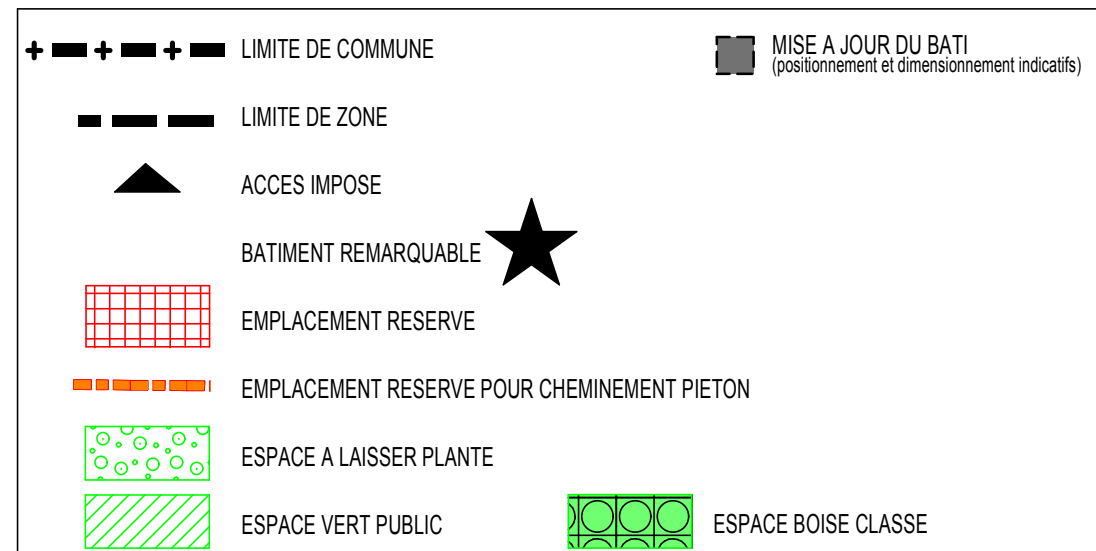 LIMITE DE COMMUNE
MISE A JOUR DU BATI
(positionnement et dimensionnement indicatifs)
LIMITE DE ZONE
ACCES IMPOSE
BATIMENT REMARQUABLE
EMPLACEMENT RESERVE
EMPLACEMENT RESERVE POUR CHEMINEMENT PIETON
ESPACE A LAISSER PLANTE
ESPACE VERT PUBLIC
ESPACE BOISE CLASSE